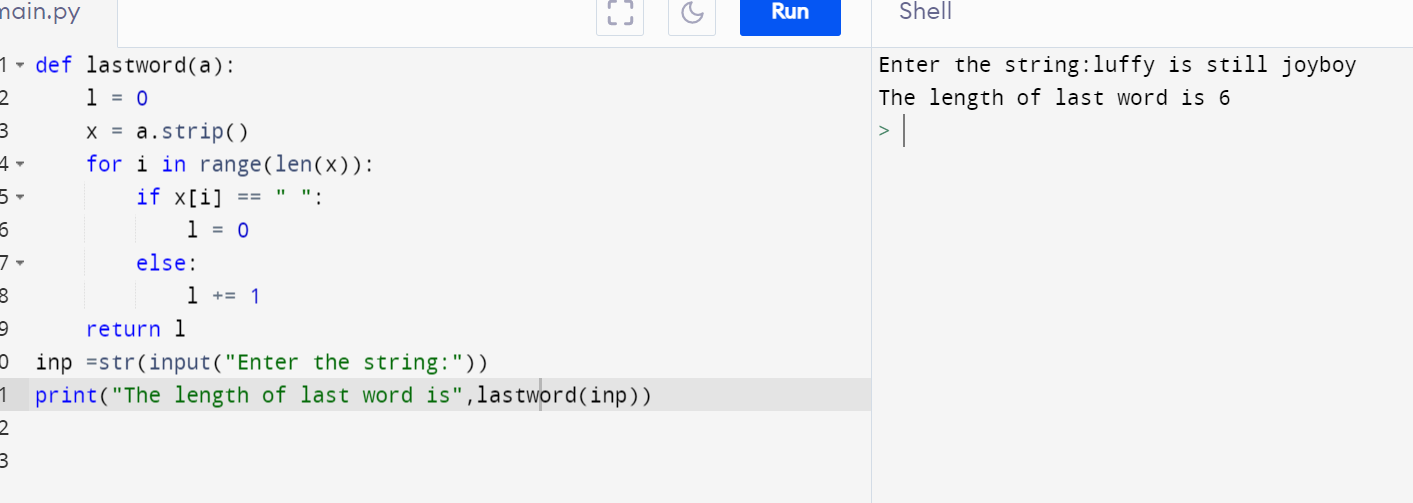 main.py
Run
Shell
1 def lastword(a):
2     l = 0
3     x = a.strip()
4     for i in range(len(x)):
5         if x[i] == " ":
6             l = 0
7         else:
8             l += 1
9     return l
0 inp =str(input("Enter the string:"))
1 print("The length of last word is",lastword(inp))
2
3
Enter the string:luffy is still joyboy
The length of last word is 6
>